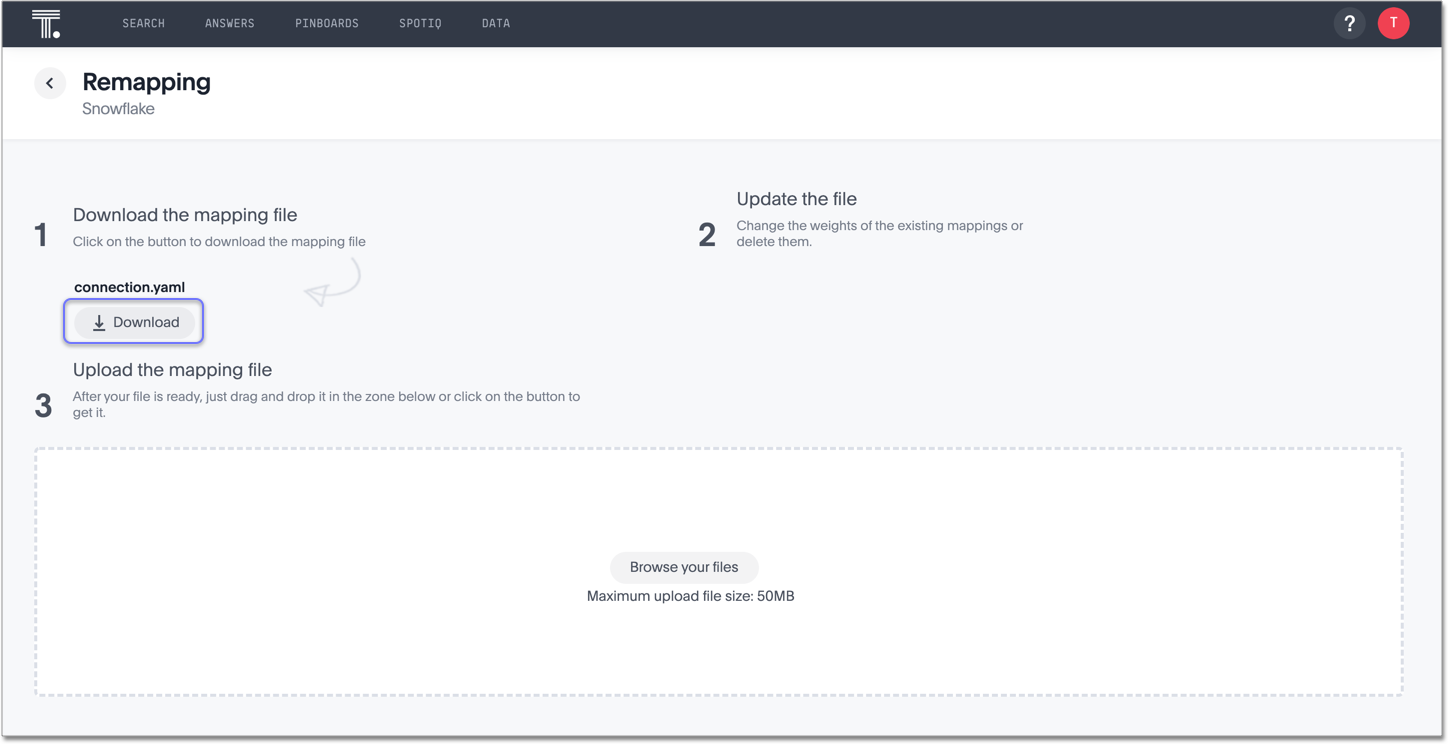 T.
SEARCH
ANSWERS
PINBOARDS
SPOTIQ
DATA
?
T
Remapping
Snowflake
1
Download the mapping file
Click on the button to download the mapping file
connection.yaml
Download
2
Update the file
Change the weights of the existing mappings or
delete them.
3
Upload the mapping file
After your file is ready, just drag and drop it in the zone below or click on the button to
get it.
Browse your files
Maximum upload file size: 50MB